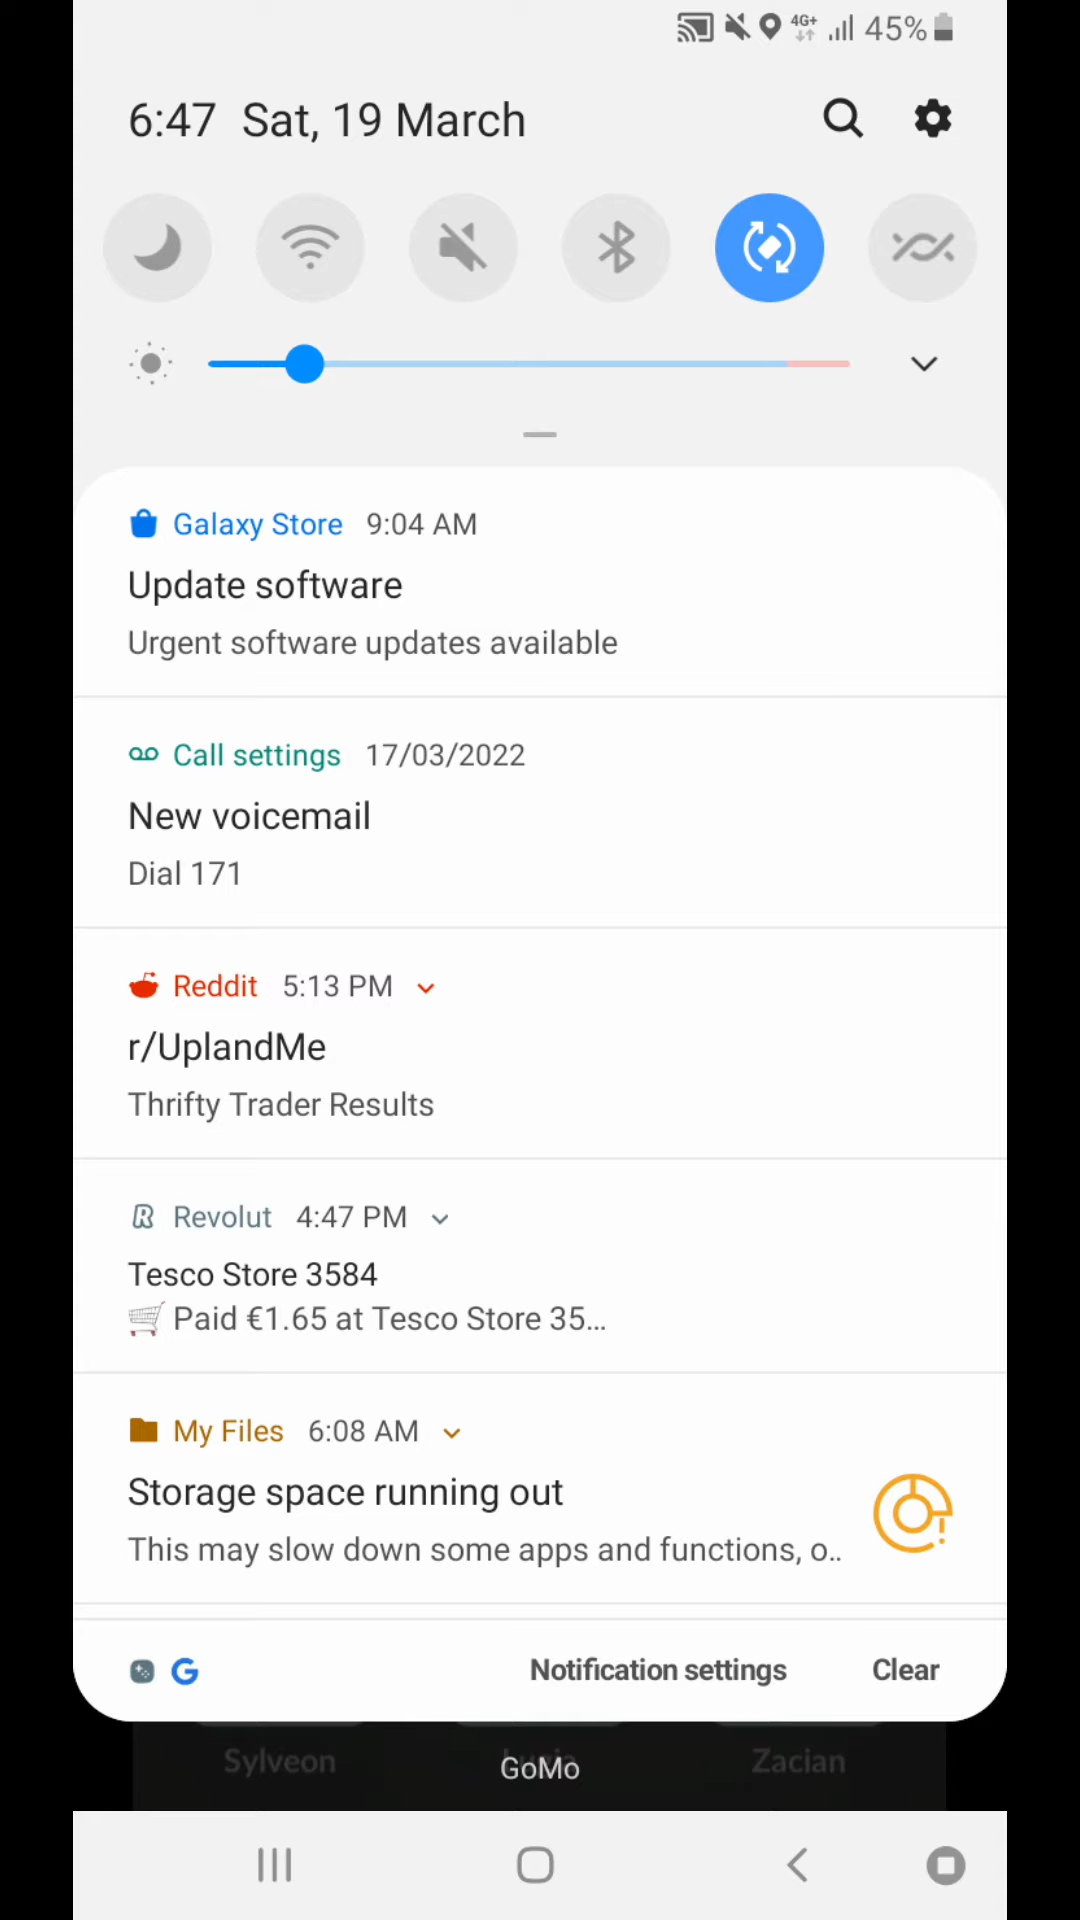 4G+ 45%
6:47 Sat, 19 March
Galaxy Store 9:04 AM
Update software
Urgent software updates available
Call settings 17/03/2022
New voicemail
Dial 171
Reddit 5:13 PM
r/UplandMe
Thrifty Trader Results
Revolut 4:47 PM
Tesco Store 3584
Paid €1.65 at Tesco Store 35...
My Files 6:08 AM
Storage space running out
This may slow down some apps and functions, o..
Notification settings Clear
Sylveon GoMo Zacian